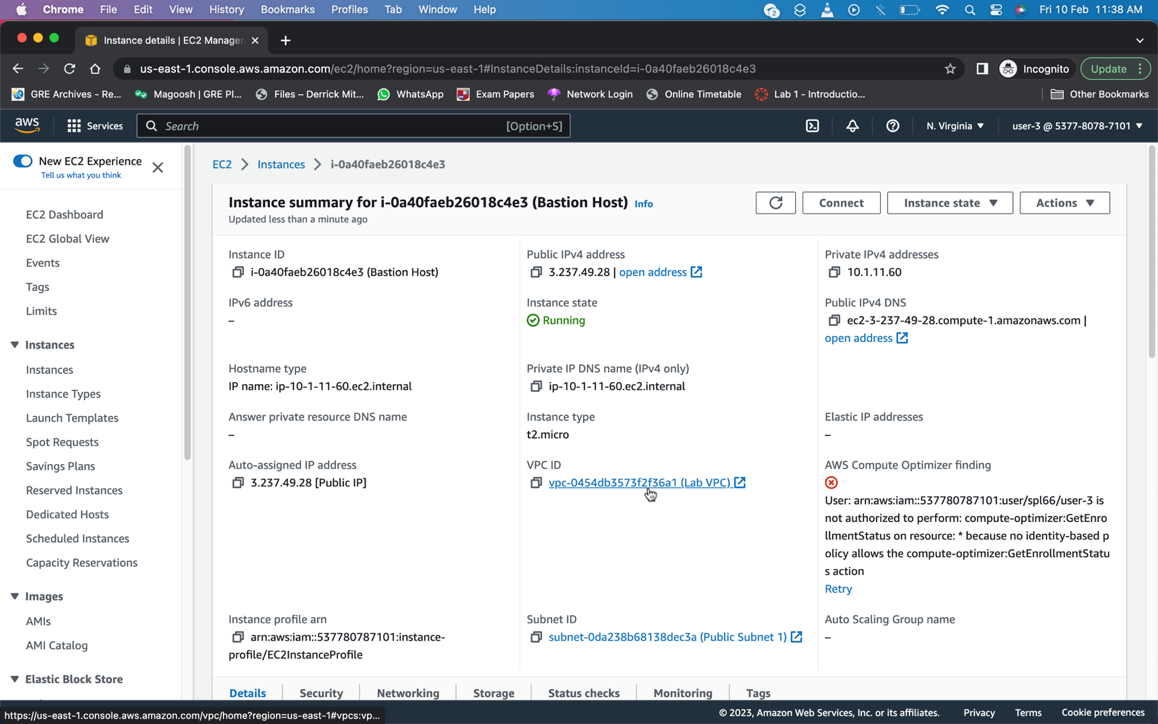 Chrome File Edit View History Bookmarks Profiles Tab Window Help Fri 10 Feb 11:38 AM
Instance details | EC2 Manage
us-east-1.console.aws.amazon.com/ec2/home?region=us-east-1#InstanceDetails:instanceId=i-0a40faeb26018c4e3 Incognito Update
GRE Archives - Re... Magoosh | GRE Pl... Files – Derrick Mit... WhatsApp Exam Papers Network Login Online Timetable Lab 1 - Introductio... Other Bookmarks
aws Services Search [Option+S] N. Virginia user-3 @ 5377-8078-7101
New EC2 Experience
Tell us what you think
EC2 Dashboard
EC2 Global View
Events
Tags
Limits
Instances
Instances
Instance Types
Launch Templates
Spot Requests
Savings Plans
Reserved Instances
Dedicated Hosts
Scheduled Instances
Capacity Reservations
Images
AMIs
AMI Catalog
Elastic Block Store
EC2 Instances i-0a40faeb26018c4e3
Instance summary for i-0a40faeb26018c4e3 (Bastion Host) Info
Updated less than a minute ago
Connect Instance state Actions
Instance ID
i-0a40faeb26018c4e3 (Bastion Host)
Public IPv4 address
3.237.49.28 | open address
Private IPv4 addresses
10.1.11.60
IPv6 address
–
Instance state
Running
Public IPv4 DNS
ec2-3-237-49-28.compute-1.amazonaws.com |
open address
Hostname type
IP name: ip-10-1-11-60.ec2.internal
Private IP DNS name (IPv4 only)
ip-10-1-11-60.ec2.internal
Answer private resource DNS name
–
Instance type
t2.micro
Elastic IP addresses
–
Auto-assigned IP address
3.237.49.28 [Public IP]
VPC ID
vpc-0454db3573f2f36a1 (Lab VPC)
AWS Compute Optimizer finding
User: arn:aws:iam::537780787101:user/spl66/user-3 is
not authorized to perform: compute-optimizer:GetEnro
llmentStatus on resource: * because no identity-based p
olicy allows the compute-optimizer:GetEnrollmentStatu
s action
Retry
Instance profile arn
arn:aws:iam::537780787101:instance-
profile/EC2InstanceProfile
Subnet ID
subnet-0da238b68138dec3a (Public Subnet 1)
Auto Scaling Group name
–
Details Security Networking Storage Status checks Monitoring Tags
https://us-east-1.console.aws.amazon.com/vpc/home?region=us-east-1#vpcs:vp...
© 2023, Amazon Web Services, Inc. or its affiliates. Privacy Terms Cookie preferences